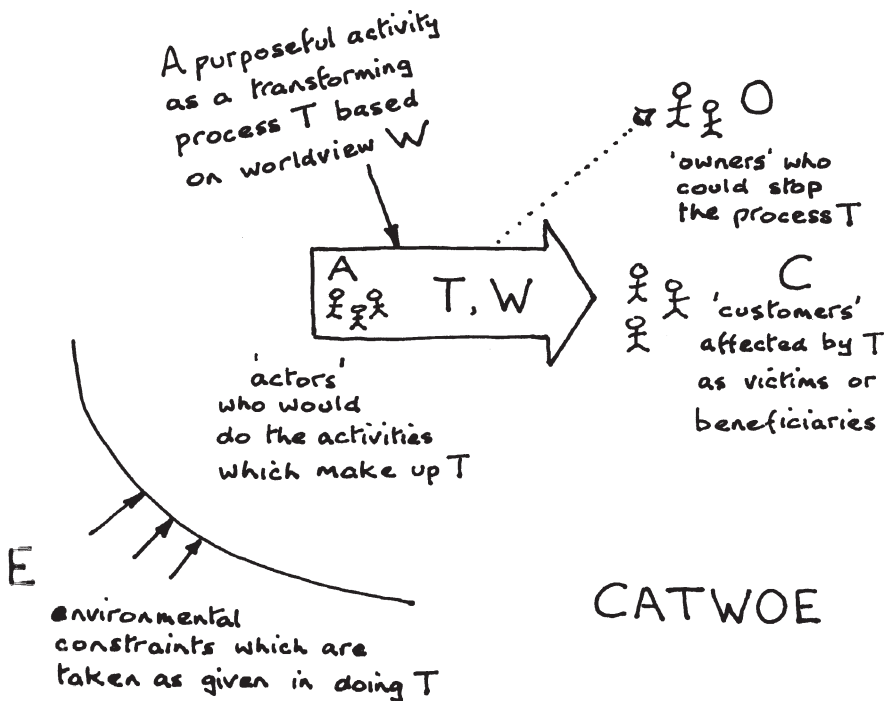 A purposeful activity
as a transforming
process T based
on worldview W
O
'owners' who
could stop
the process T
A
T, W
C
'customers'
affected by T
as victims or
beneficiaries
'actors'
who would
do the activities
which make up T
E
environmental
constraints which are
taken as given in doing T
CATWOE